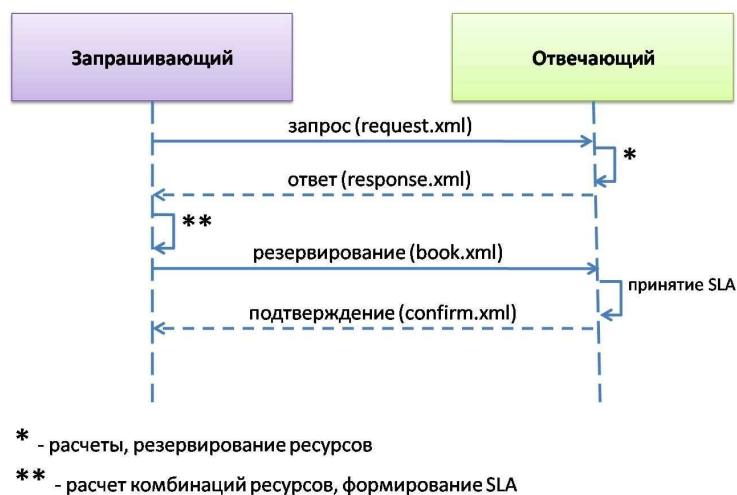 Запрашивающий
Отвечающий
запрос (request.xml)
*
ответ (response.xml)
**
резервирование (book.xml)
принятие SLA
подтверждение (confirm.xml)
* - расчеты, резервирование ресурсов
** - расчет комбинаций ресурсов, формирование SLA